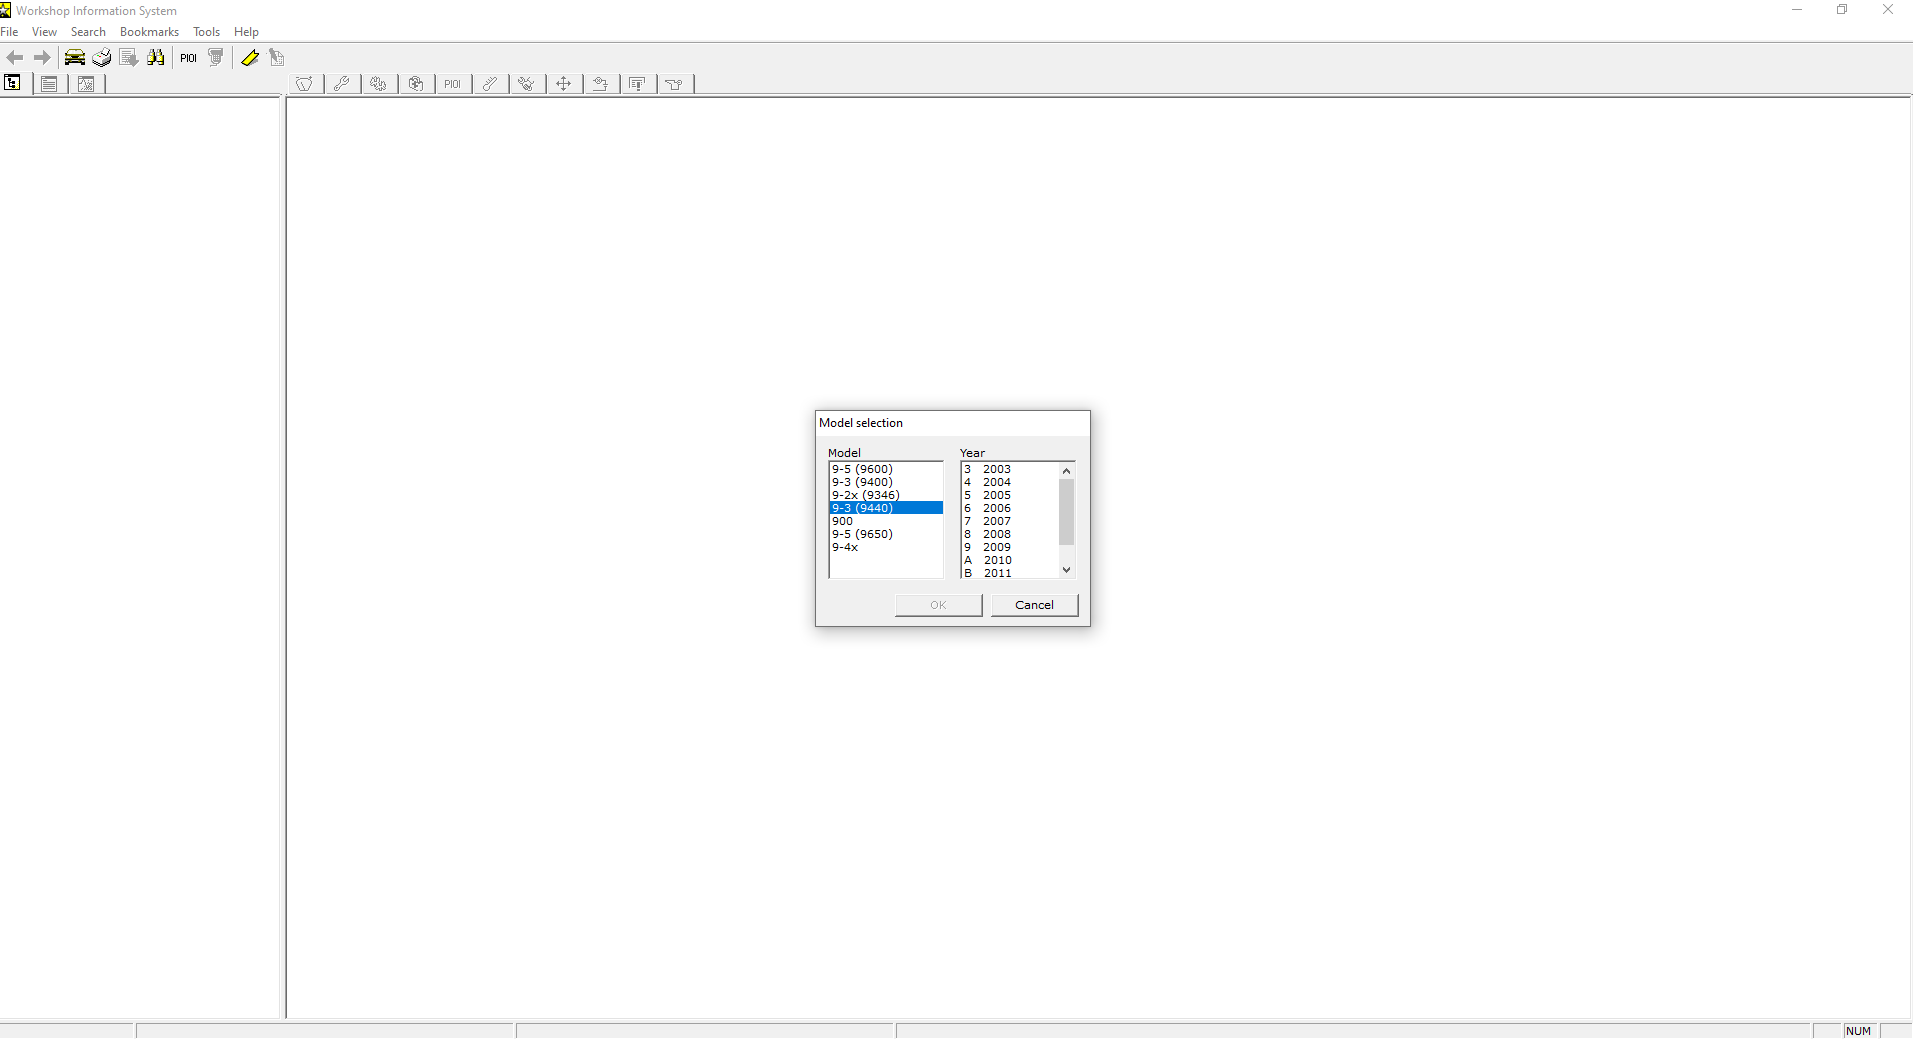 Workshop Information System
File View Search Bookmarks Tools Help
PIOI
PIOI
Model selection
Model
9-5 (9600)
9-3 (9400)
9-2x (9346)
9-3 (9440)
900
9-5 (9650)
9-4x
Year
3 2003
4 2004
5 2005
6 2006
7 2007
8 2008
9 2009
A 2010
B 2011
OK Cancel
NUM